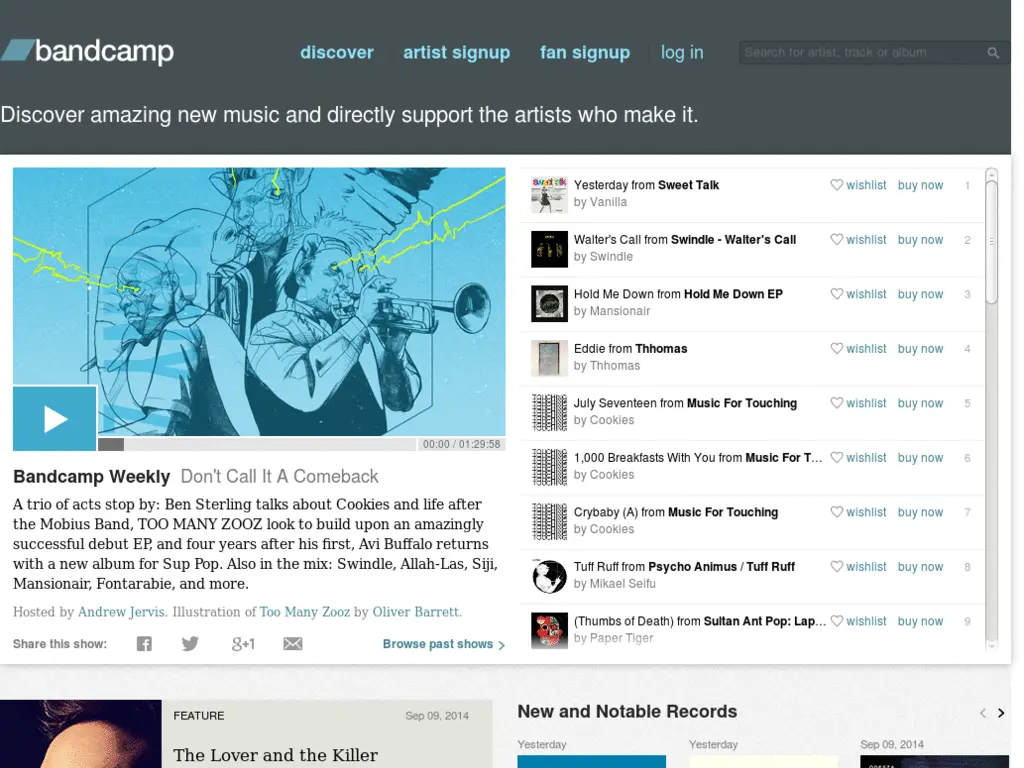 bandcamp
discover artist signup fan signup log in Search for artist, track or album
Discover amazing new music and directly support the artists who make it.
00:00 / 01:29:58
Bandcamp Weekly Don't Call It A Comeback
A trio of acts stop by: Ben Sterling talks about Cookies and life after
the Mobius Band, TOO MANY ZOOZ look to build upon an amazingly
successful debut EP, and four years after his first, Avi Buffalo returns
with a new album for Sup Pop. Also in the mix: Swindle, Allah-Las, Siji,
Mansionair, Fontarabie, and more.
Hosted by Andrew Jervis. Illustration of Too Many Zooz by Oliver Barrett.
Share this show: g+1 Browse past shows >
Yesterday from Sweet Talk wishlist buy now 1
by Vanilla
Walter's Call from Swindle - Walter's Call wishlist buy now 2
by Swindle
Hold Me Down from Hold Me Down EP wishlist buy now 3
by Mansionair
Eddie from Thhomas wishlist buy now 4
by Thhomas
July Seventeen from Music For Touching wishlist buy now 5
by Cookies
1,000 Breakfasts With You from Music For T... wishlist buy now 6
by Cookies
Crybaby (A) from Music For Touching wishlist buy now 7
by Cookies
Tuff Ruff from Psycho Animus / Tuff Ruff wishlist buy now 8
by Mikael Seifu
(Thumbs of Death) from Sultan Ant Pop: Lap... wishlist buy now 9
by Paper Tiger
FEATURE Sep 09, 2014
The Lover and the Killer
New and Notable Records < >
Yesterday Yesterday Sep 09, 2014